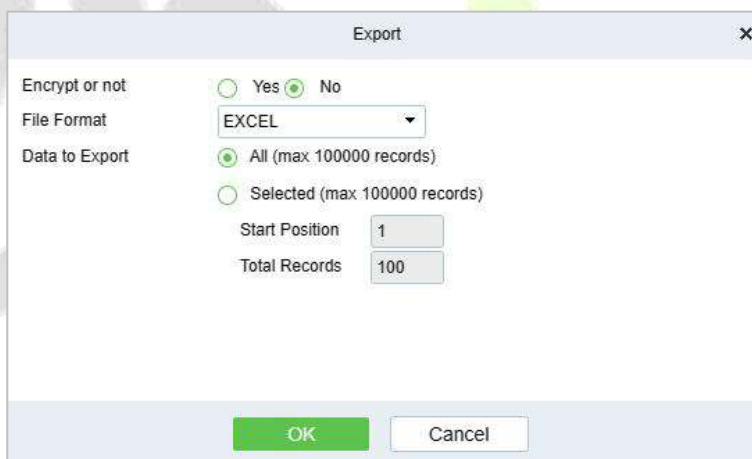 Export
Encrypt or not Yes No
File Format EXCEL
Data to Export All (max 100000 records)
Selected (max 100000 records)
Start Position 1
Total Records 100
OK Cancel